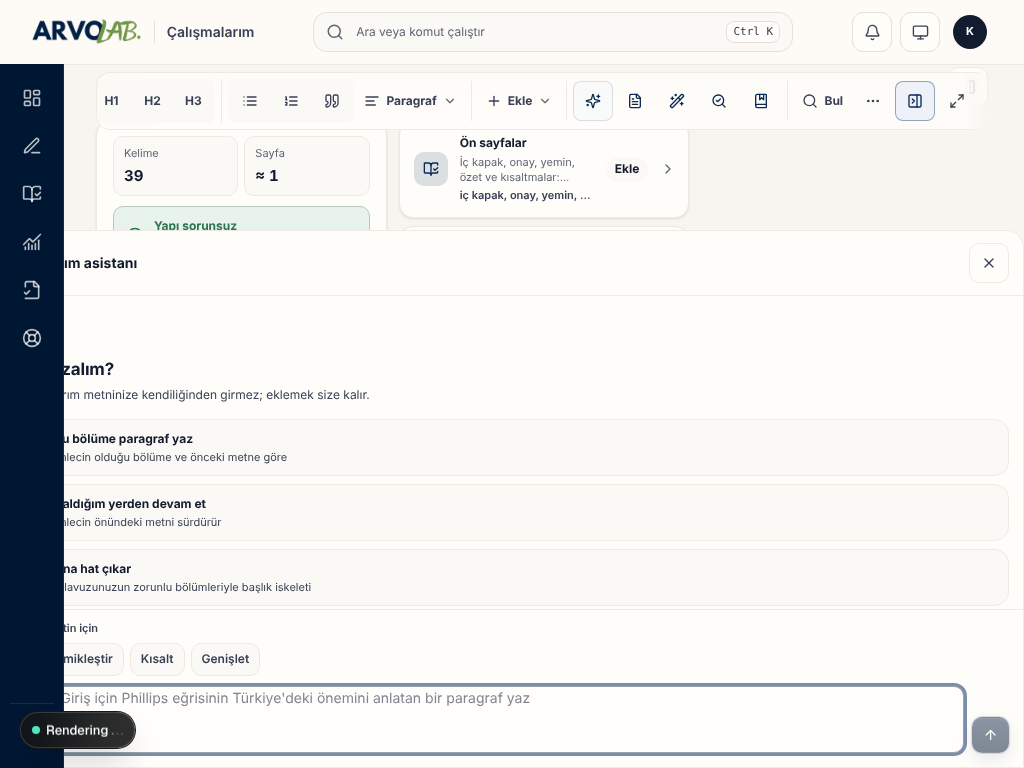 ARVOLAB.
Çalışmalarım
Ara veya komut çalıştır
Ctrl K
K
H1
H2
H3
Paragraf
Ekle
Bul
Kelime
39
Sayfa
≈ 1
Yapı sorunsuz
Ön sayfalar
İç kapak, onay, yemin,
özet ve kısaltmalar:...
iç kapak, onay, yemin, ...
Ekle
ım asistanı
zalım?
rım metninize kendiliğinden girmez; eklemek size kalır.
u bölüme paragraf yaz
nlecin olduğu bölüme ve önceki metne göre
aldığım yerden devam et
nlecin önündeki metni sürdürür
na hat çıkar
lavuzunuzun zorunlu bölümleriyle başlık iskeleti
tin için
mikleştir
Kısalt
Genişlet
Giriş için Phillips eğrisinin Türkiye'deki önemini anlatan bir paragraf yaz
Rendering...